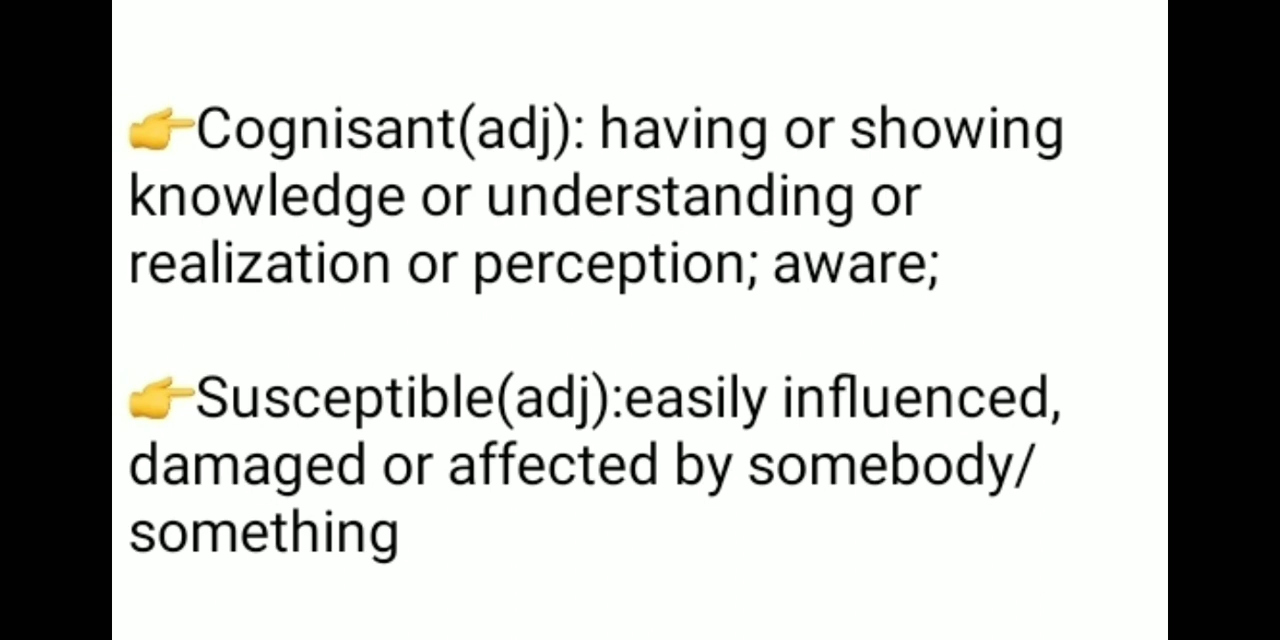 👉Cognisant(adj): having or showing
knowledge or understanding or
realization or perception; aware;
👉Susceptible(adj):easily influenced,
damaged or affected by somebody/
something